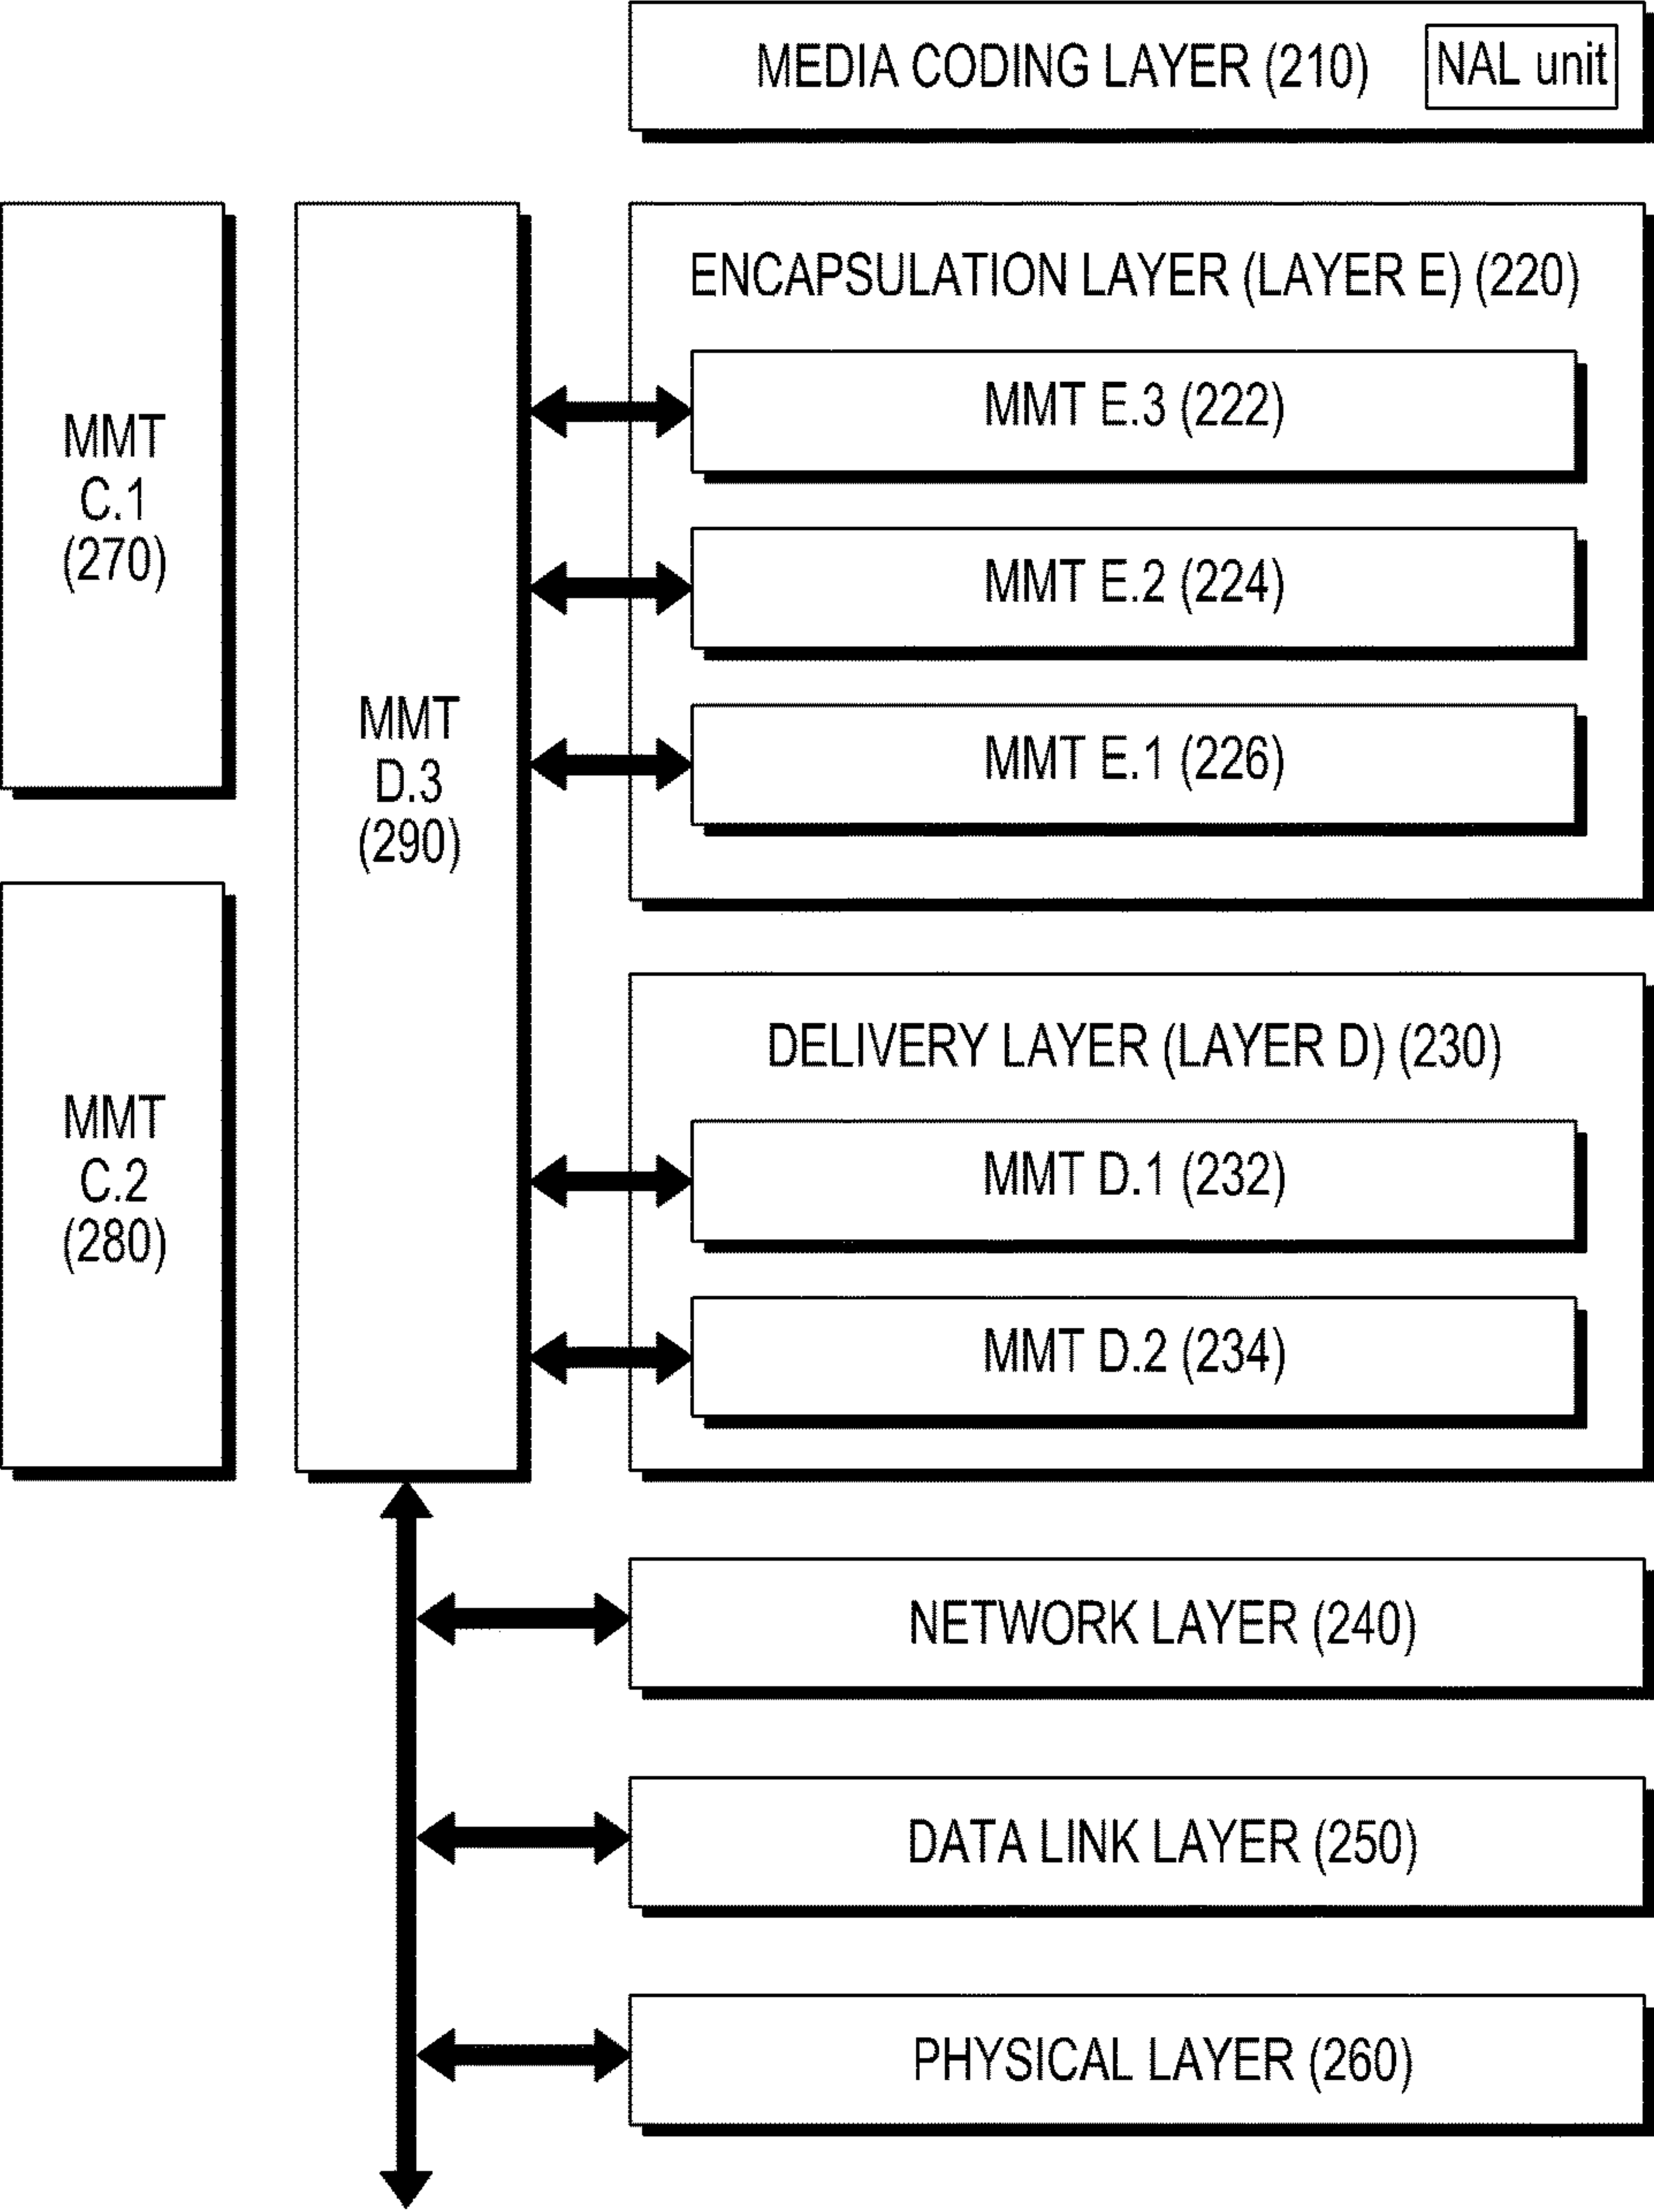 MEDIA CODING LAYER (210)
NAL unit
MMT
C.1
(270)
MMT
C.2
(280)
MMT
D.3
(290)
ENCAPSULATION LAYER (LAYER E) (220)
MMT E.3 (222)
MMT E.2 (224)
MMT E.1 (226)
DELIVERY LAYER (LAYER D) (230)
MMT D.1 (232)
MMT D.2 (234)
NETWORK LAYER (240)
DATA LINK LAYER (250)
PHYSICAL LAYER (260)